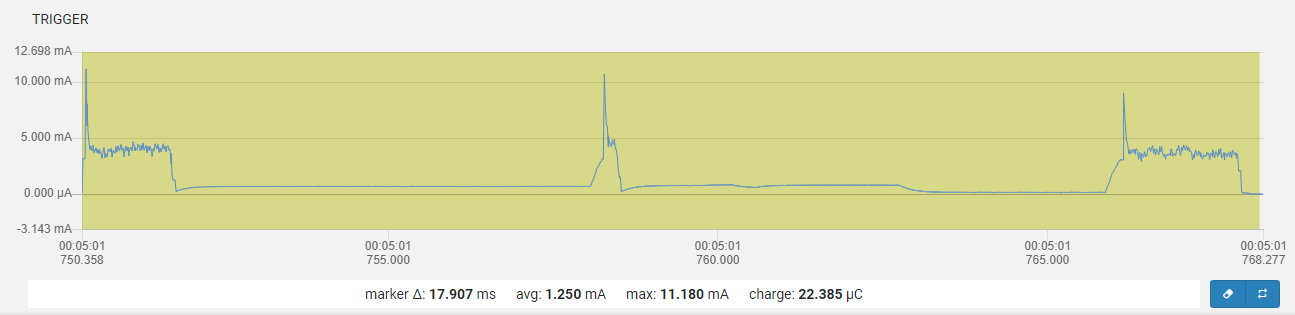 TRIGGER
12.698 mA
10.000 mA
5.000 mA
0.000 µA
-3.143 mA
00:05:01 00:05:01 00:05:01 00:05:01 00:05:01
750.358 755.000 760.000 765.000 768.277
marker Δ: 17.907 ms avg: 1.250 mA max: 11.180 mA charge: 22.385 µC